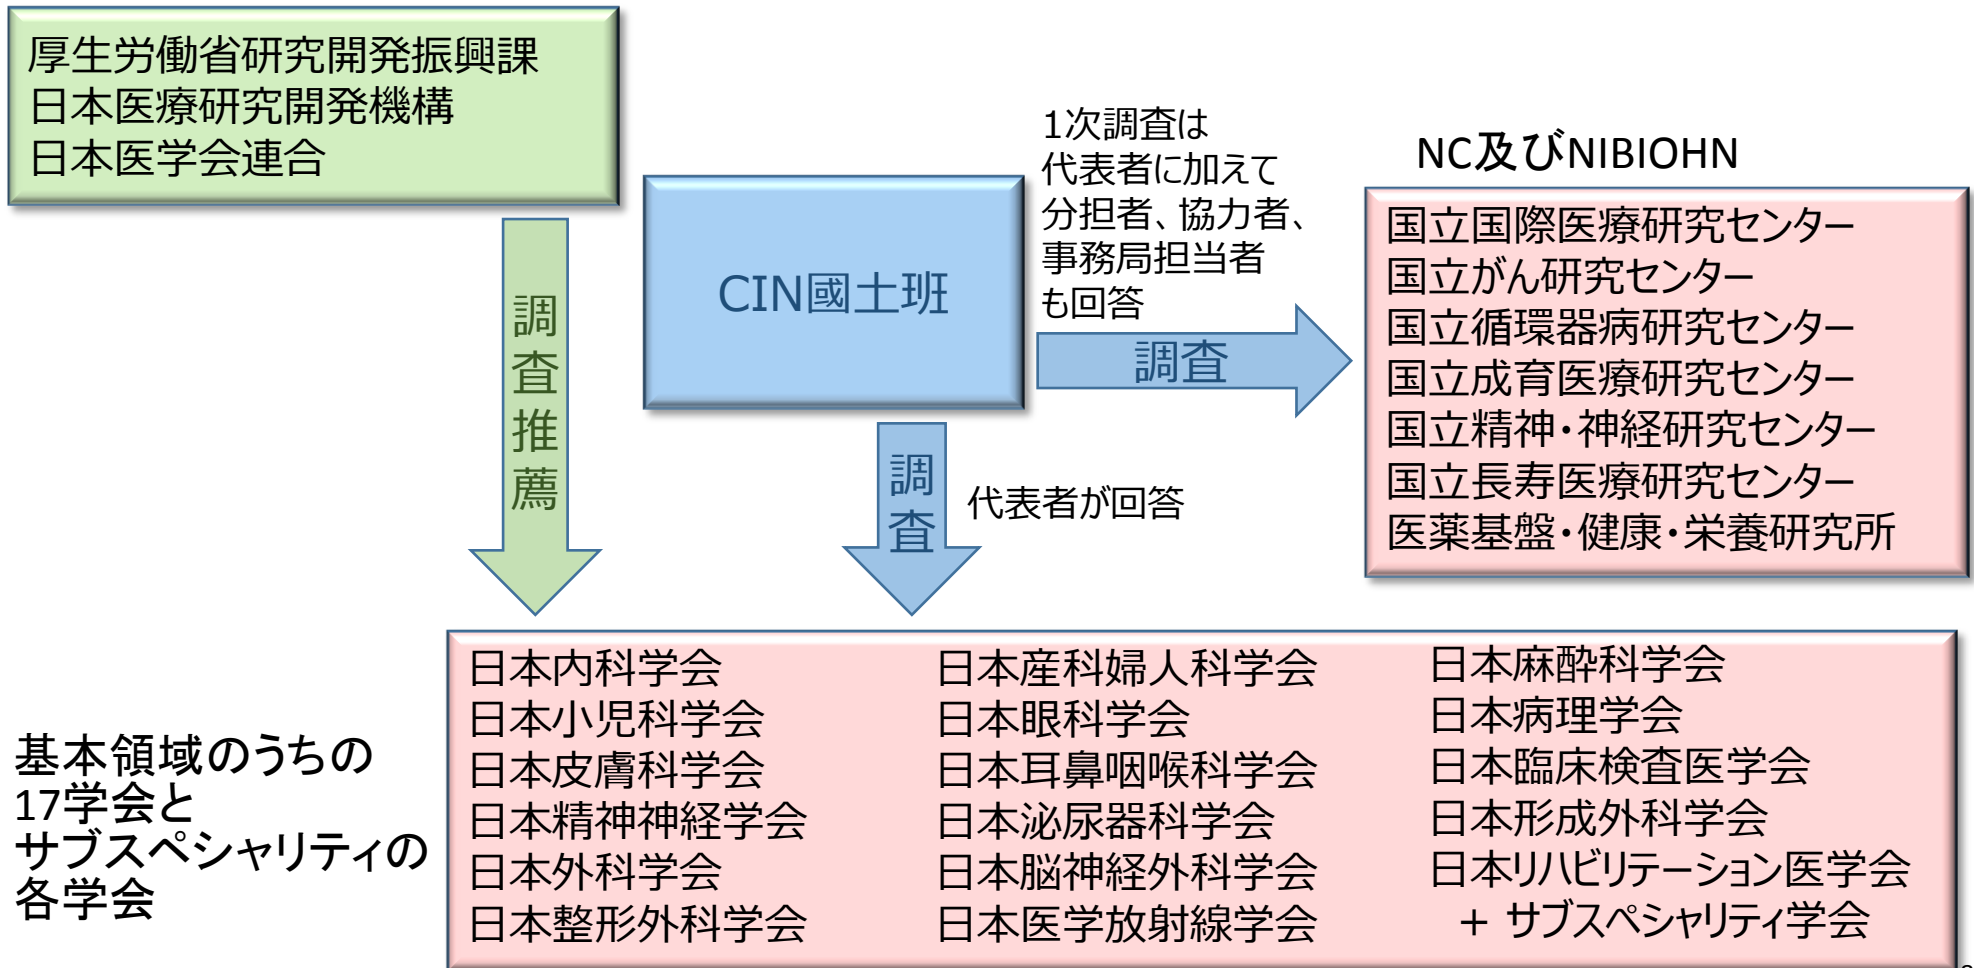 厚生労働省研究開発振興課
日本医療研究開発機構
日本医学会連合
調査推薦
CIN國土班
1次調査は
代表者に加えて
分担者、協力者、
事務局担当者
も回答
調査
NC及びNIBIOHN
国立国際医療研究センター
国立がん研究センター
国立循環器病研究センター
国立成育医療研究センター
国立精神・神経研究センター
国立長寿医療研究センター
医薬基盤・健康・栄養研究所
調査
代表者が回答
基本領域のうちの
17学会と
サブスペシャリティの
各学会
日本内科学会
日本小児科学会
日本皮膚科学会
日本精神神経学会
日本外科学会
日本整形外科学会
日本産科婦人科学会
日本眼科学会
日本耳鼻咽喉科学会
日本泌尿器科学会
日本脳神経外科学会
日本医学放射線学会
日本麻酔科学会
日本病理学会
日本臨床検査医学会
日本形成外科学会
日本リハビリテーション医学会
+ サブスペシャリティ学会